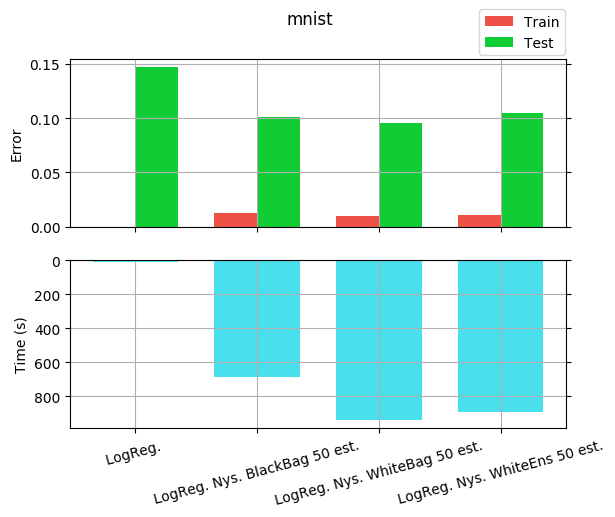 mnist
Train
Test
0.15
0.10
0.05
0.00
Error
0
200
400
600
800
Time (s)
LogReg.
LogReg. Nys. BlackBag 50 est.
LogReg. Nys. WhiteBag 50 est.
LogReg. Nys. WhiteEns 50 est.